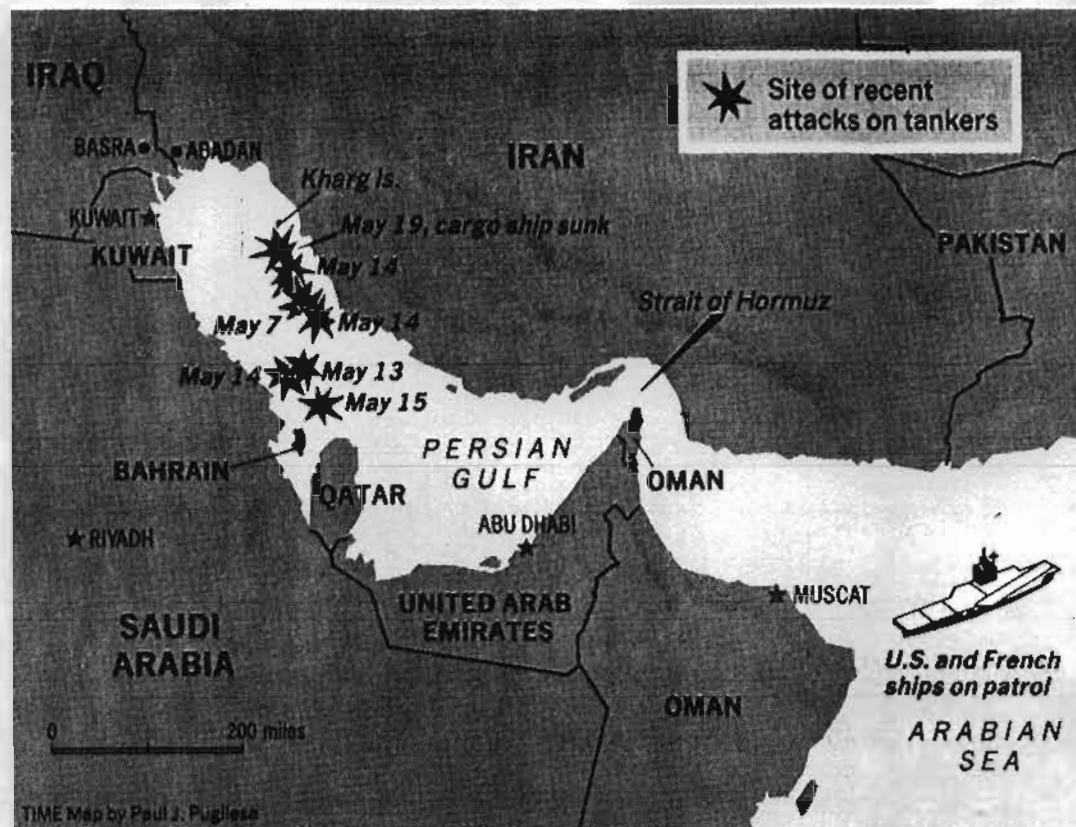 IRAQ
Site of recent
attacks on tankers
BASRA
ABADAN
IRAN
Kharg Is.
May 19, cargo ship sunk
KUWAIT
KUWAIT
May 14
PAKISTAN
Strait of Hormuz
May 7
May 14
May 14
May 13
May 15
PERSIAN
GULF
BAHRAIN
QATAR
OMAN
ABU DHABI
RIYADH
UNITED ARAB
EMIRATES
MUSCAT
SAUDI
ARABIA
U.S. and French
ships on patrol
OMAN
ARABIAN
SEA
0
200 miles
TIME Map by Paul J. Pugliese